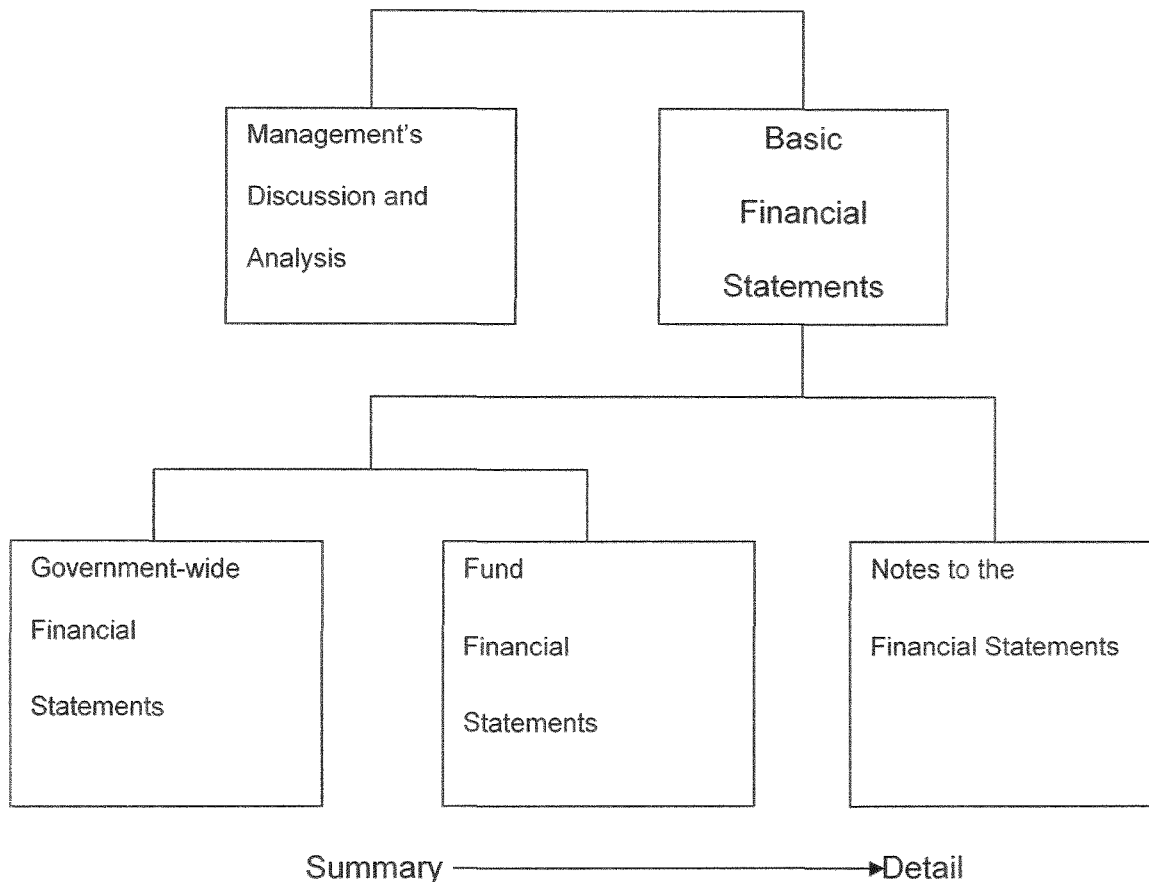 Management's
Discussion and
Analysis
Basic
Financial
Statements
Government-wide
Financial
Statements
Fund
Financial
Statements
Notes to the
Financial Statements
Summary
Detail